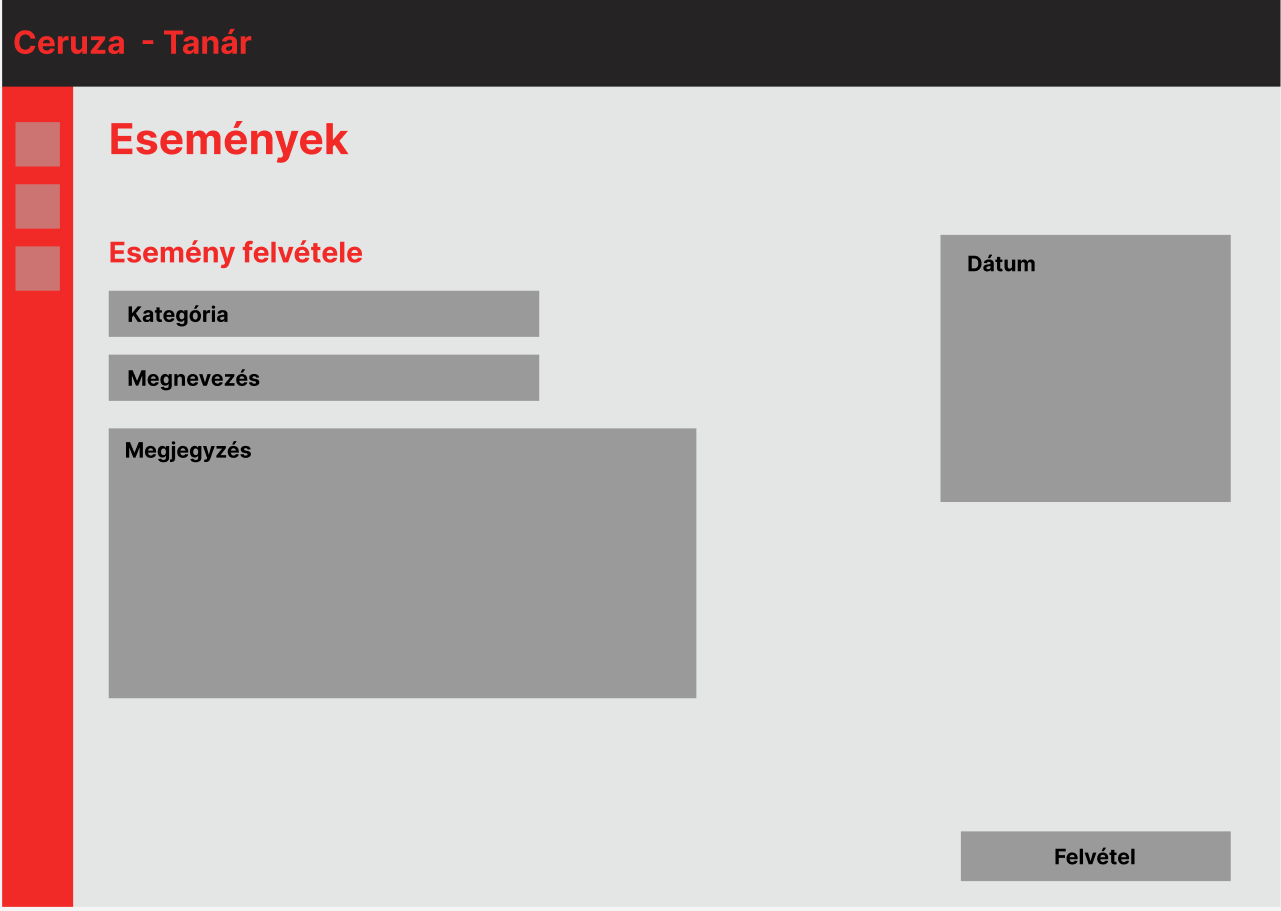 Ceruza - Tanár
Események
Esemény felvétele
Kategória
Megnevezés
Megjegyzés
Dátum
Felvétel